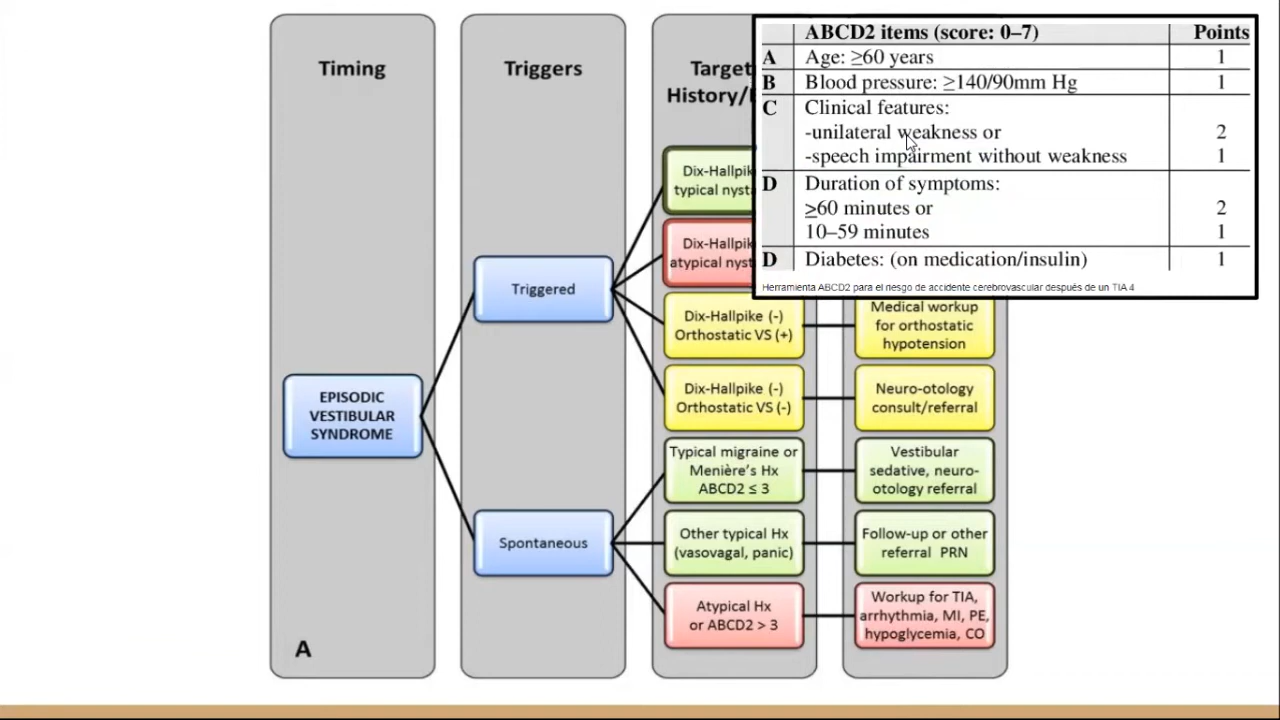 Timing
Triggers
Target
History/
ABCD2 items (score: 0–7) Points
A Age: ≥60 years 1
B Blood pressure: ≥140/90mm Hg 1
C Clinical features:
-unilateral weakness or 2
-speech impairment without weakness 1
D Duration of symptoms:
≥60 minutes or 2
10–59 minutes 1
D Diabetes: (on medication/insulin) 1
Herramienta ABCD2 para el riesgo de accidente cerebrovascular después de un TIA 4
EPISODIC
VESTIBULAR
SYNDROME
Triggered
Spontaneous
Dix-Hallpik
typical nyst
Dix-Hallpik
atypical nyst
Dix-Hallpike (-)
Orthostatic VS (+)
Medical workup
for orthostatic
hypotension
Dix-Hallpike (-)
Orthostatic VS (-)
Neuro-otology
consult/referral
Typical migraine or
Menière's Hx
ABCD2 ≤ 3
Vestibular
sedative, neuro-
otology referral
Other typical Hx
(vasovagal, panic)
Follow-up or other
referral PRN
Atypical Hx
or ABCD2 > 3
Workup for TIA,
arrhythmia, MI, PE,
hypoglycemia, CO
A